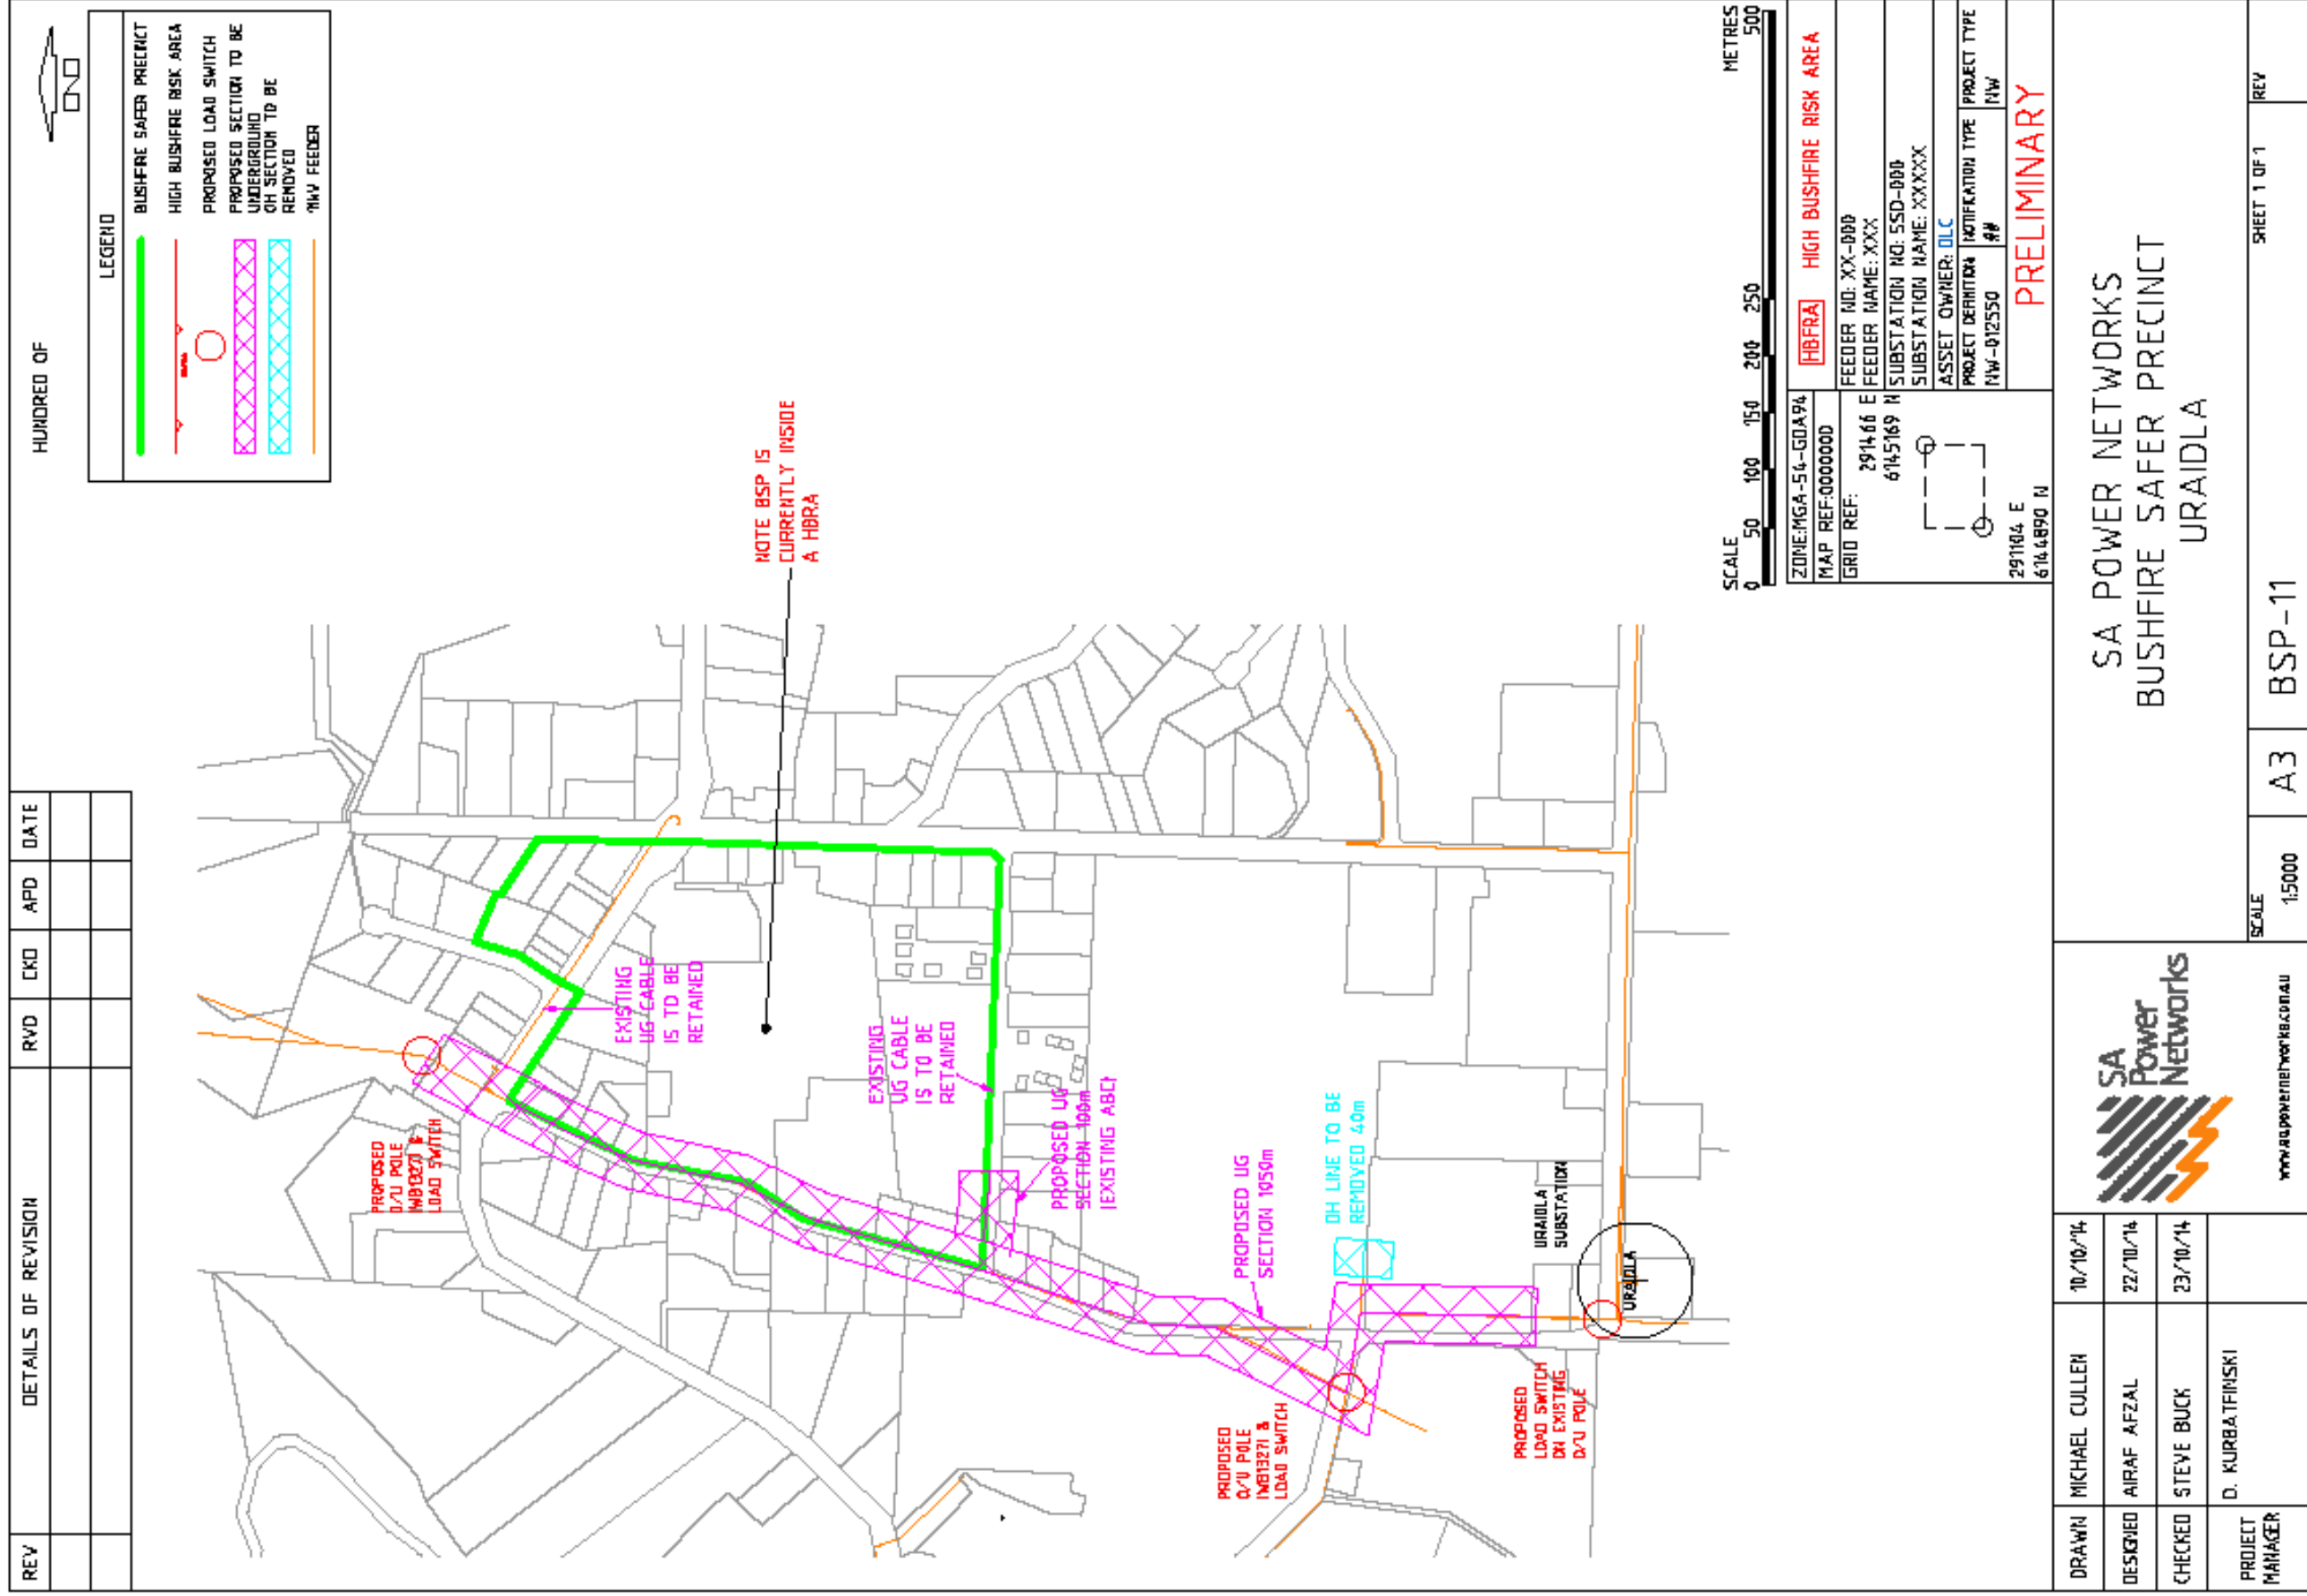 REV
DETAILS OF REVISION
RVD
CKD
APD
DATE
HUNDRED OF
LEGEND
BUSHFIRE SAFER PRECINCT
HIGH BUSHFIRE RISK AREA
PROPOSED LOAD SWITCH
PROPOSED SECTION TO BE
UNDERGROUND
OH SECTION TO BE
REMOVED
FEEDER
NOTE BSP IS
CURRENTLY INSIDE
A HBRA
PROPOSED
O/U POLE
LOAD SWITCH
EXISTING
UG CABLE
IS TO BE
RETAINED
EXISTING
UG CABLE
IS TO BE
RETAINED
PROPOSED UG
SECTION 100m
(EXISTING ABC)
PROPOSED UG
SECTION 1050m
OH LINE TO BE
REMOVED 40m
URAIDLA
SUBSTATION
URAIDLA
PROPOSED
O/U POLE
LOAD SWITCH
PROPOSED
LOAD SWITCH
ON EXISTING
O/U POLE
SCALE
METRES
0 50 100 150 200 250 500
ZONE:MGA-54-GDA94
MAP REF:0000000
GRID REF:
291466 E
6145169 N
291104 E
6144890 N
HBFRA HIGH BUSHFIRE RISK AREA
FEEDER NO: XX-000
FEEDER NAME: XXX
SUBSTATION NO: SSD-000
SUBSTATION NAME: XXXXX
ASSET OWNER: DLC
PROJECT DEFINITION
NW-012550
NOTIFICATION TYPE
##
PROJECT TYPE
NW
PRELIMINARY
DRAWN MICHAEL CULLEN 10/10/14
DESIGNED AIRAF AFZAL 22/10/14
CHECKED STEVE BUCK 23/10/14
PROJECT
MANAGER
D. KURBATFINSKI
SA
Power
Networks
www.sapowernetworks.com.au
SA POWER NETWORKS
BUSHFIRE SAFER PRECINCT
URAIDLA
SCALE
1:5000
A3
BSP-11
SHEET 1 OF 1
REV